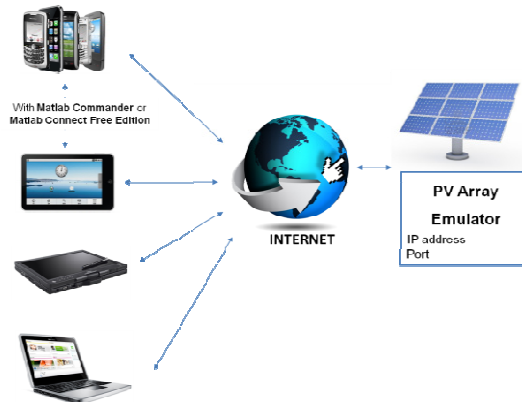 With Matlab Commander or
Matlab Connect Free Edition
INTERNET
PV Array
Emulator
IP address
Port